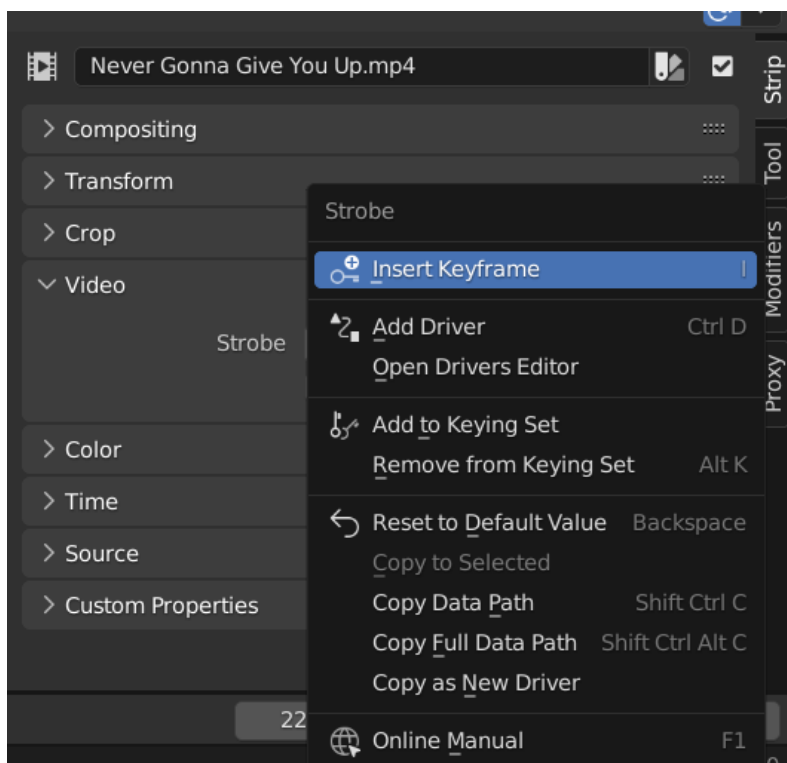 Never Gonna Give You Up.mp4
Strip
Compositing
Transform
Tool
Strobe
Crop
Modifiers
Insert Keyframe I
Video
Add Driver Ctrl D
Strobe
Open Drivers Editor
Proxy
Add to Keying Set
Color
Remove from Keying Set Alt K
Time
Reset to Default Value Backspace
Source
Copy to Selected
Custom Properties
Copy Data Path Shift Ctrl C
Copy Full Data Path Shift Ctrl Alt C
Copy as New Driver
22
Online Manual F1